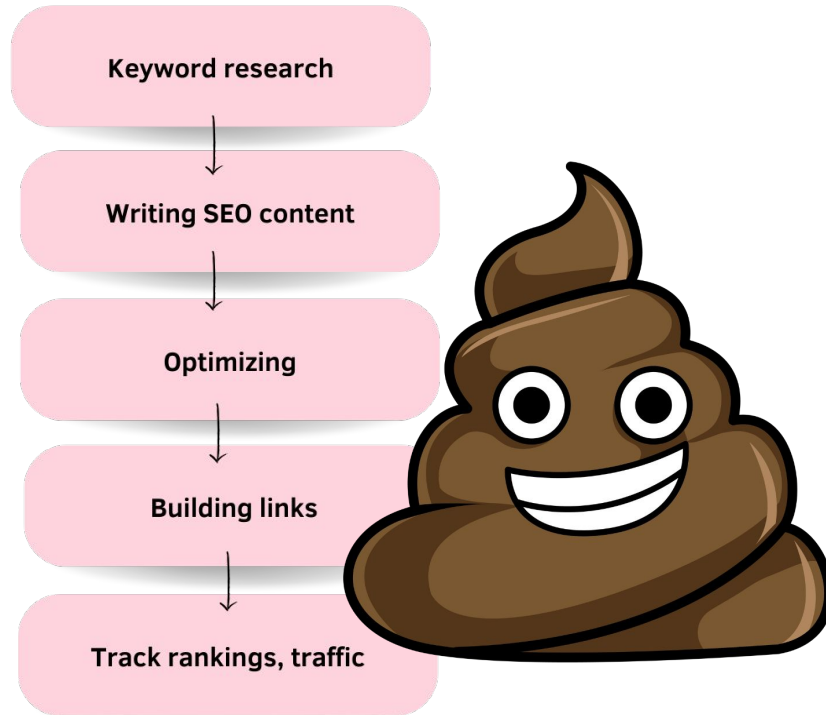 Keyword research
Writing SEO content
Optimizing
Building links
Track rankings, traffic